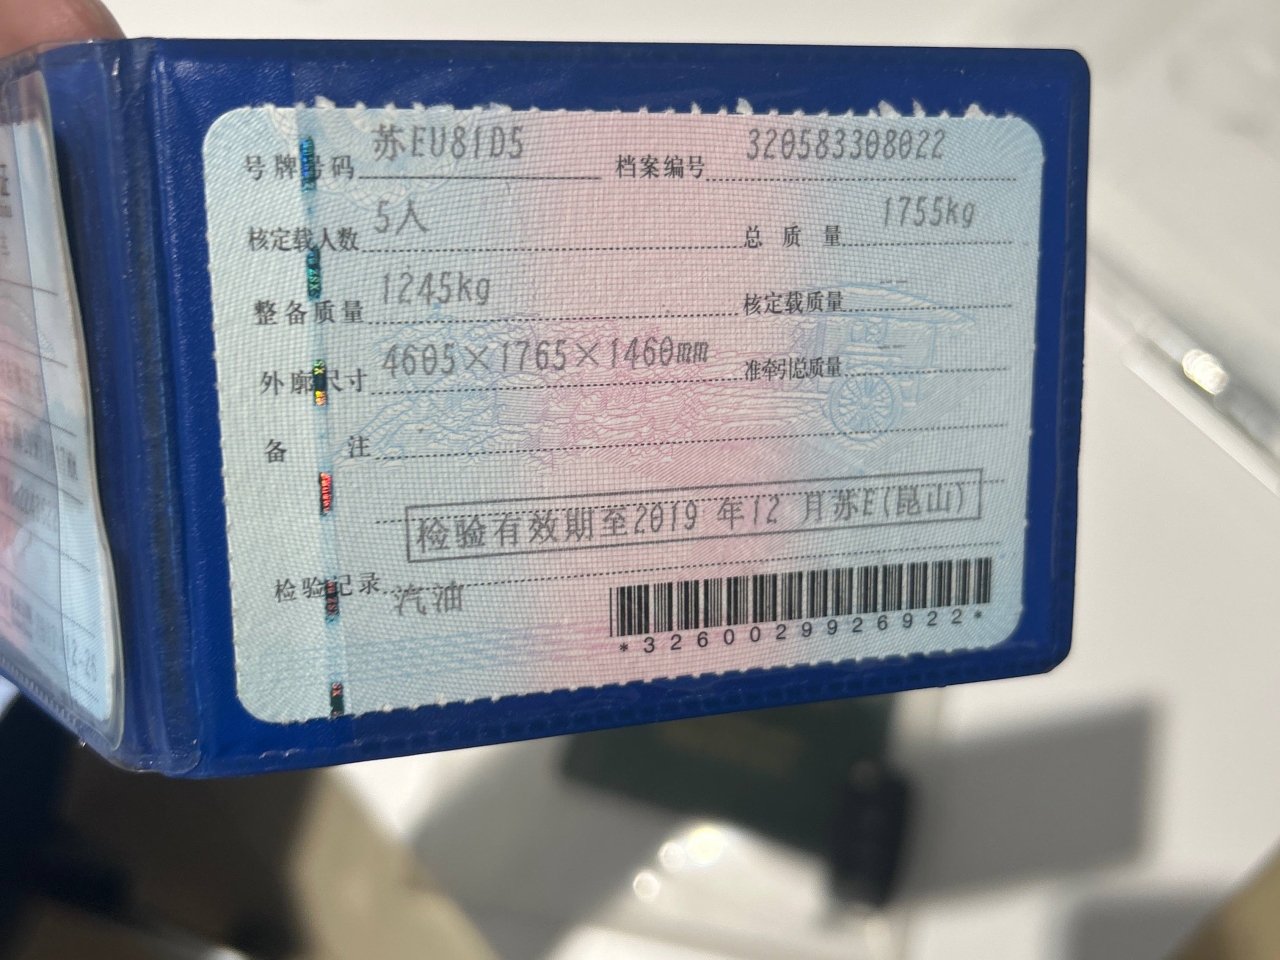 号牌号码 苏EU81D5 档案编号 320583308022
核定载人数 5人 总质量 1755kg
整备质量 1245kg 核定载质量 --
外廓尺寸 4605×1765×1460mm 准牵引总质量 --
备注
检验有效期至2019年12月苏E(昆山)
检验记录 汽油
*3260029926922*